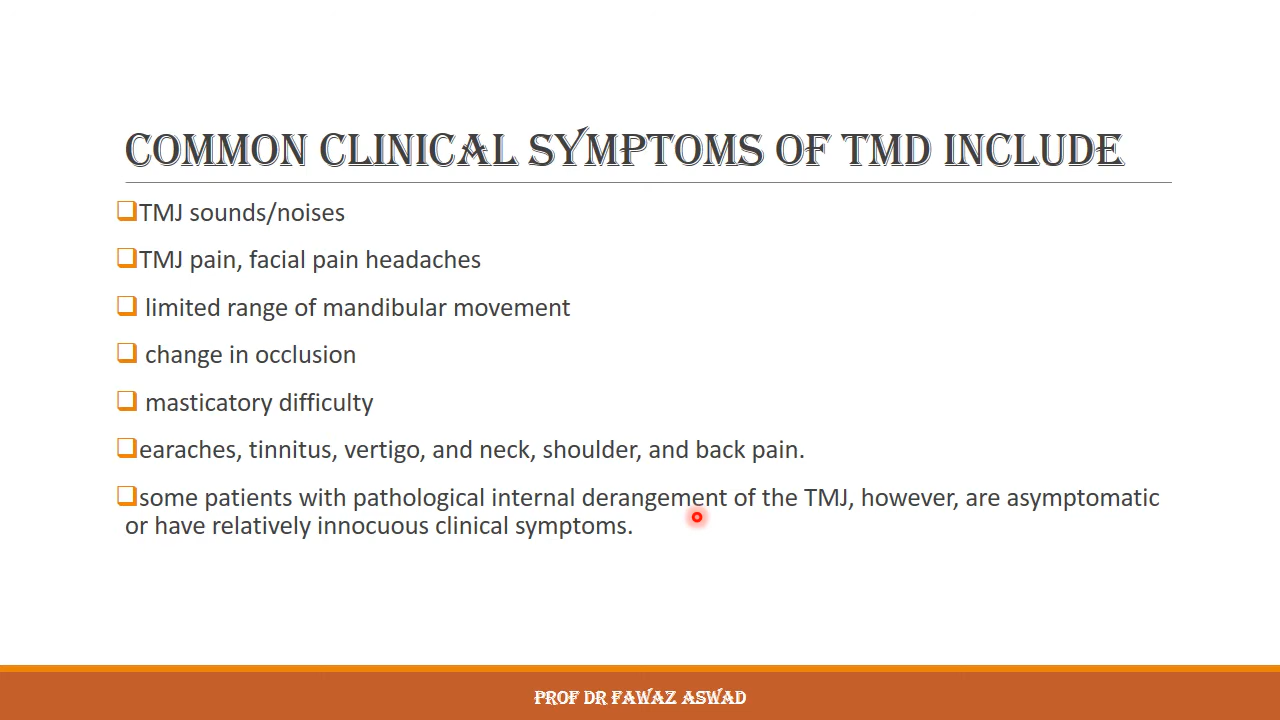 COMMON CLINICAL SYMPTOMS OF TMD INCLUDE
❑TMJ sounds/noises
❑TMJ pain, facial pain headaches
❑ limited range of mandibular movement
❑ change in occlusion
❑ masticatory difficulty
❑earaches, tinnitus, vertigo, and neck, shoulder, and back pain.
❑some patients with pathological internal derangement of the TMJ, however, are asymptomatic
or have relatively innocuous clinical symptoms.
PROF DR FAWAZ ASWAD